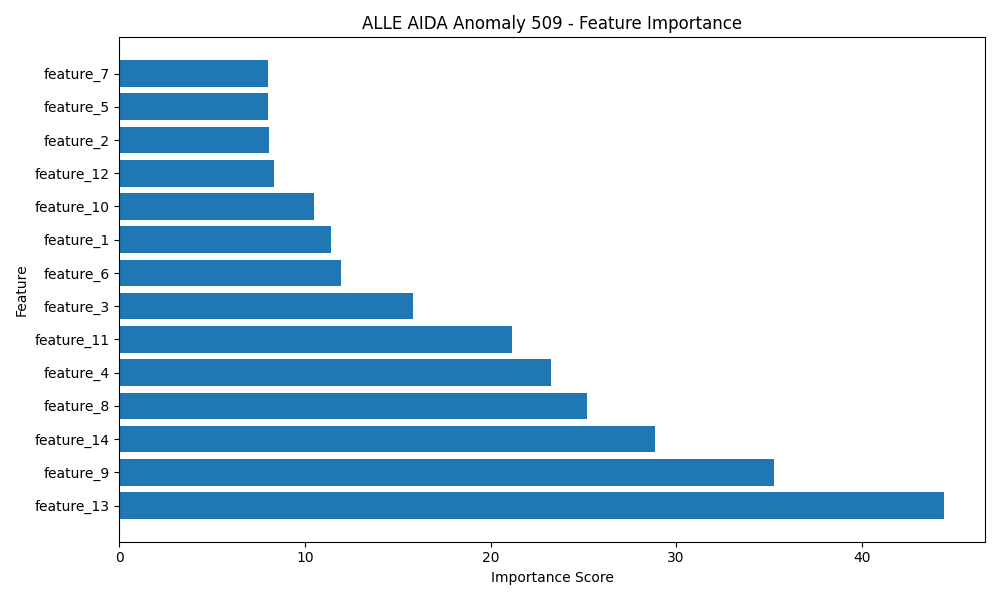 ALLE AIDA Anomaly 509 - Feature Importance
feature_7
feature_5
feature_2
feature_12
feature_10
feature_1
feature_6
feature_3
feature_11
feature_4
feature_8
feature_14
feature_9
feature_13
Feature
0 10 20 30 40
Importance Score